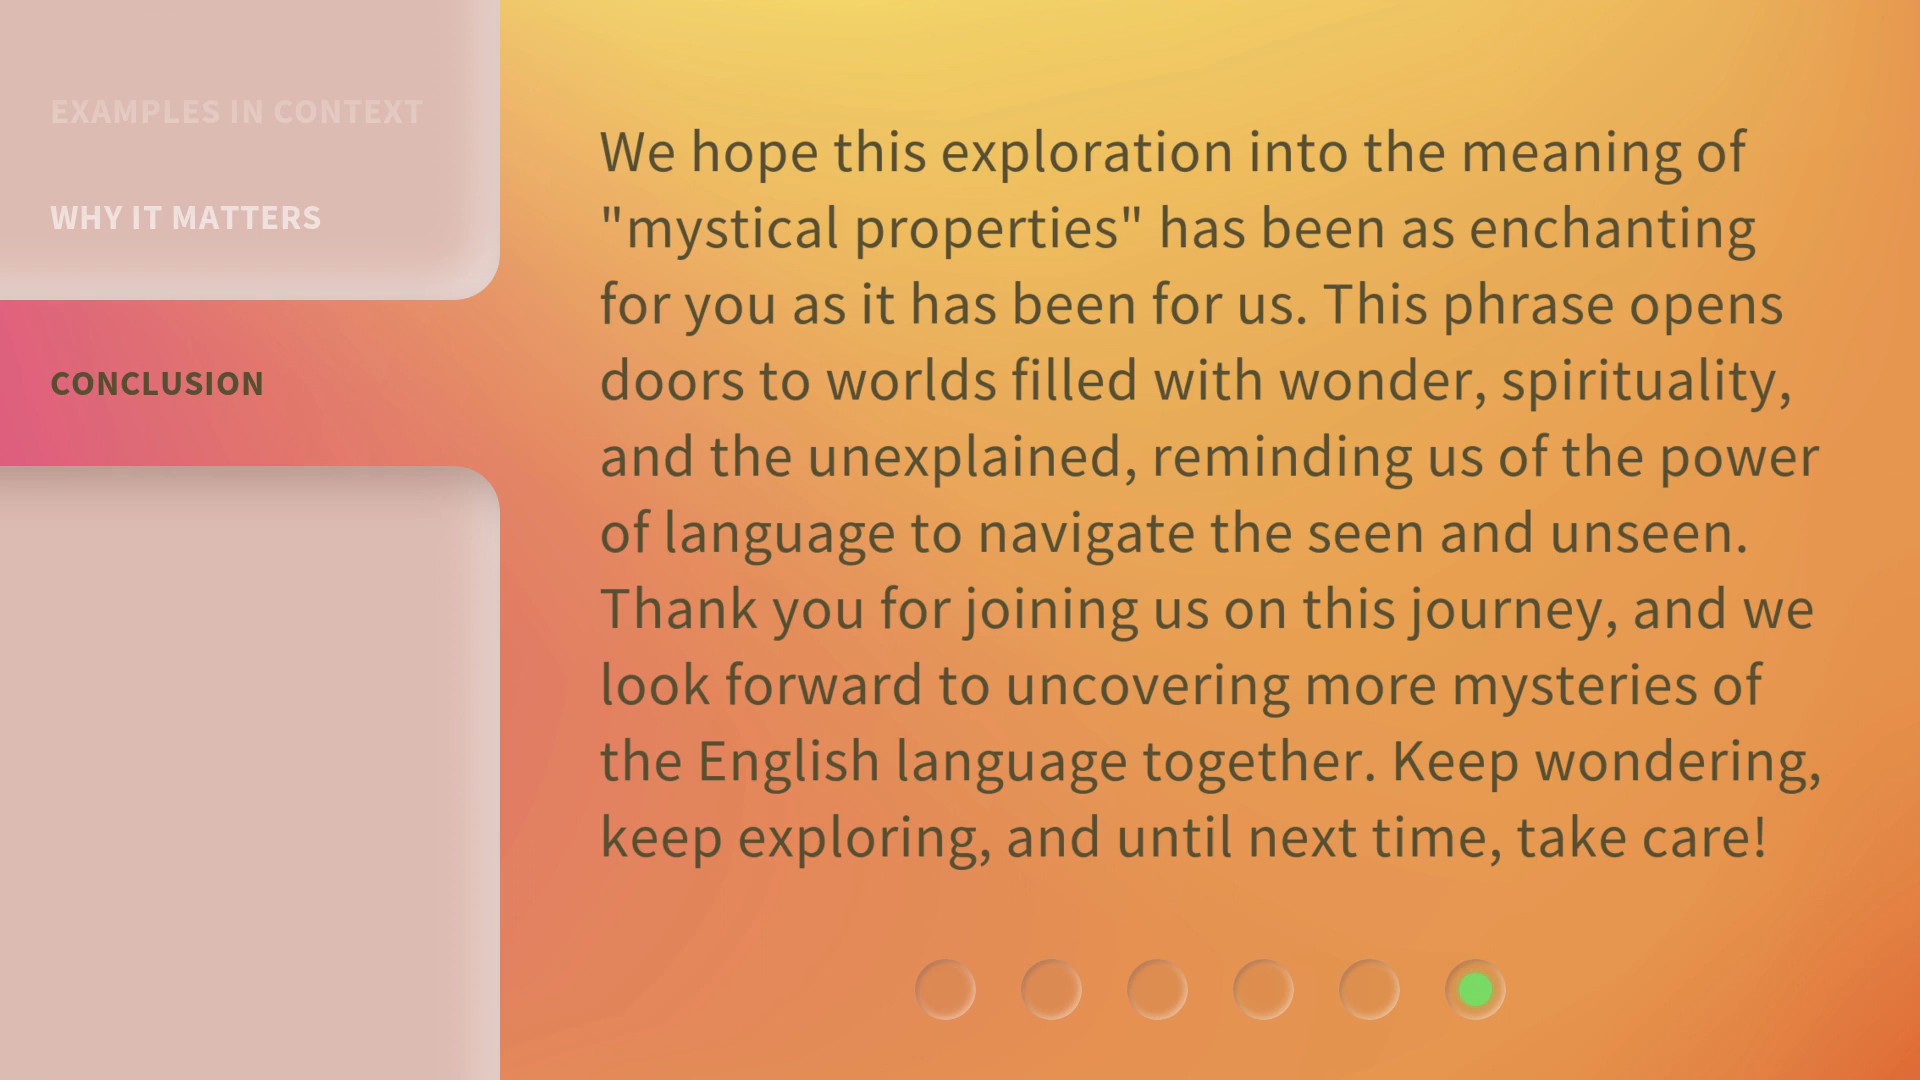 EXAMPLES IN CONTEXT
WHY IT MATTERS
CONCLUSION
We hope this exploration into the meaning of
"mystical properties" has been as enchanting
for you as it has been for us. This phrase opens
doors to worlds filled with wonder, spirituality,
and the unexplained, reminding us of the power
of language to navigate the seen and unseen.
Thank you for joining us on this journey, and we
look forward to uncovering more mysteries of
the English language together. Keep wondering,
keep exploring, and until next time, take care!